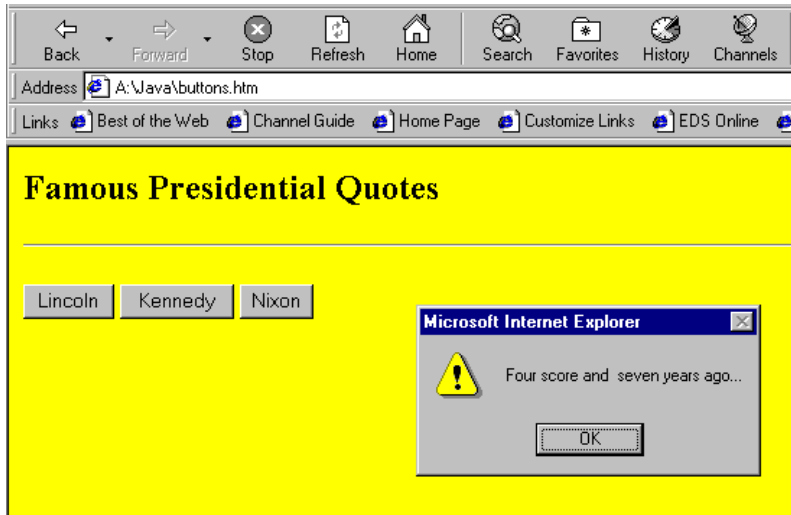 Back Forward Stop Refresh Home Search Favorites History Channels
Address A:\Java\buttons.htm
Links Best of the Web Channel Guide Home Page Customize Links EDS Online
Famous Presidential Quotes
Lincoln Kennedy Nixon
Microsoft Internet Explorer
Four score and  seven years ago...
OK